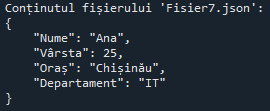 Conținutul fișierului 'Fisier7.json':
{
    "Nume": "Ana",
    "Vârsta": 25,
    "Oraș": "Chișinău",
    "Departament": "IT"
}